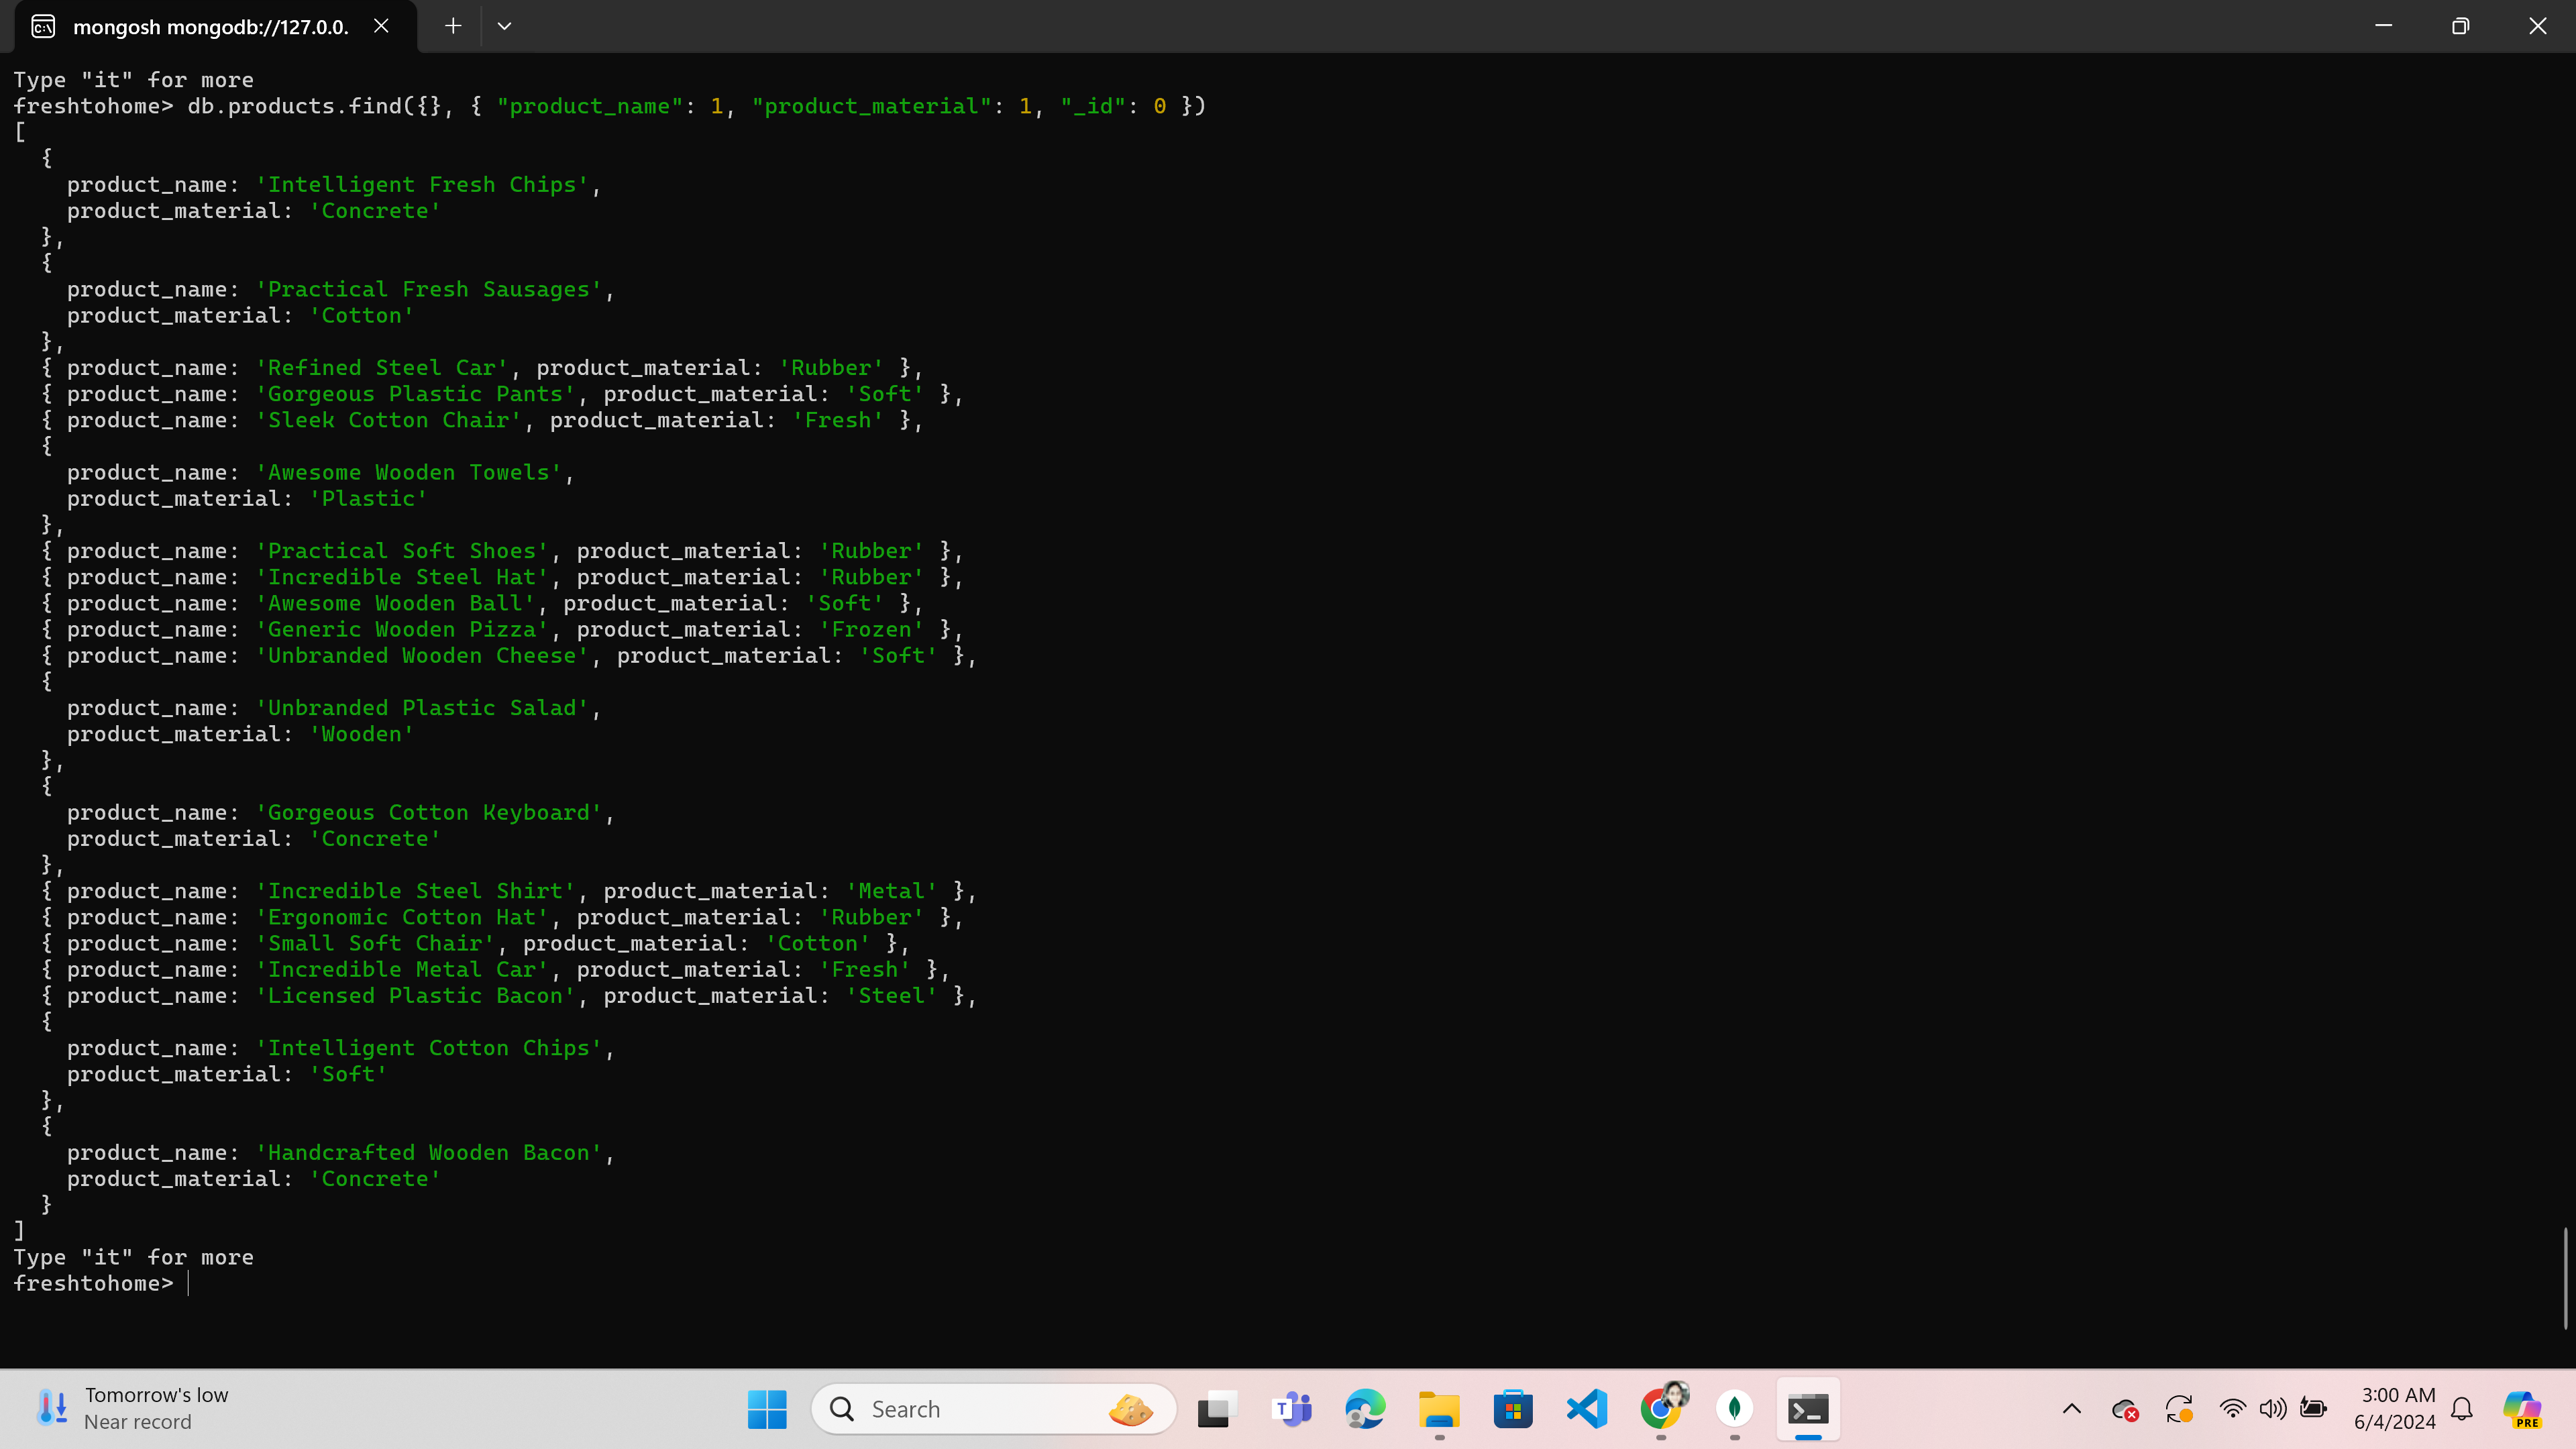 mongosh mongodb://127.0.0.
Type "it" for more
freshtohome> db.products.find({}, { "product_name": 1, "product_material": 1, "_id": 0 })
[
  {
    product_name: 'Intelligent Fresh Chips',
    product_material: 'Concrete'
  },
  {
    product_name: 'Practical Fresh Sausages',
    product_material: 'Cotton'
  },
  { product_name: 'Refined Steel Car', product_material: 'Rubber' },
  { product_name: 'Gorgeous Plastic Pants', product_material: 'Soft' },
  { product_name: 'Sleek Cotton Chair', product_material: 'Fresh' },
  {
    product_name: 'Awesome Wooden Towels',
    product_material: 'Plastic'
  },
  { product_name: 'Practical Soft Shoes', product_material: 'Rubber' },
  { product_name: 'Incredible Steel Hat', product_material: 'Rubber' },
  { product_name: 'Awesome Wooden Ball', product_material: 'Soft' },
  { product_name: 'Generic Wooden Pizza', product_material: 'Frozen' },
  { product_name: 'Unbranded Wooden Cheese', product_material: 'Soft' },
  {
    product_name: 'Unbranded Plastic Salad',
    product_material: 'Wooden'
  },
  {
    product_name: 'Gorgeous Cotton Keyboard',
    product_material: 'Concrete'
  },
  { product_name: 'Incredible Steel Shirt', product_material: 'Metal' },
  { product_name: 'Ergonomic Cotton Hat', product_material: 'Rubber' },
  { product_name: 'Small Soft Chair', product_material: 'Cotton' },
  { product_name: 'Incredible Metal Car', product_material: 'Fresh' },
  { product_name: 'Licensed Plastic Bacon', product_material: 'Steel' },
  {
    product_name: 'Intelligent Cotton Chips',
    product_material: 'Soft'
  },
  {
    product_name: 'Handcrafted Wooden Bacon',
    product_material: 'Concrete'
  }
]
Type "it" for more
freshtohome>
Tomorrow's low
Near record
Search
3:00 AM
6/4/2024
PRE